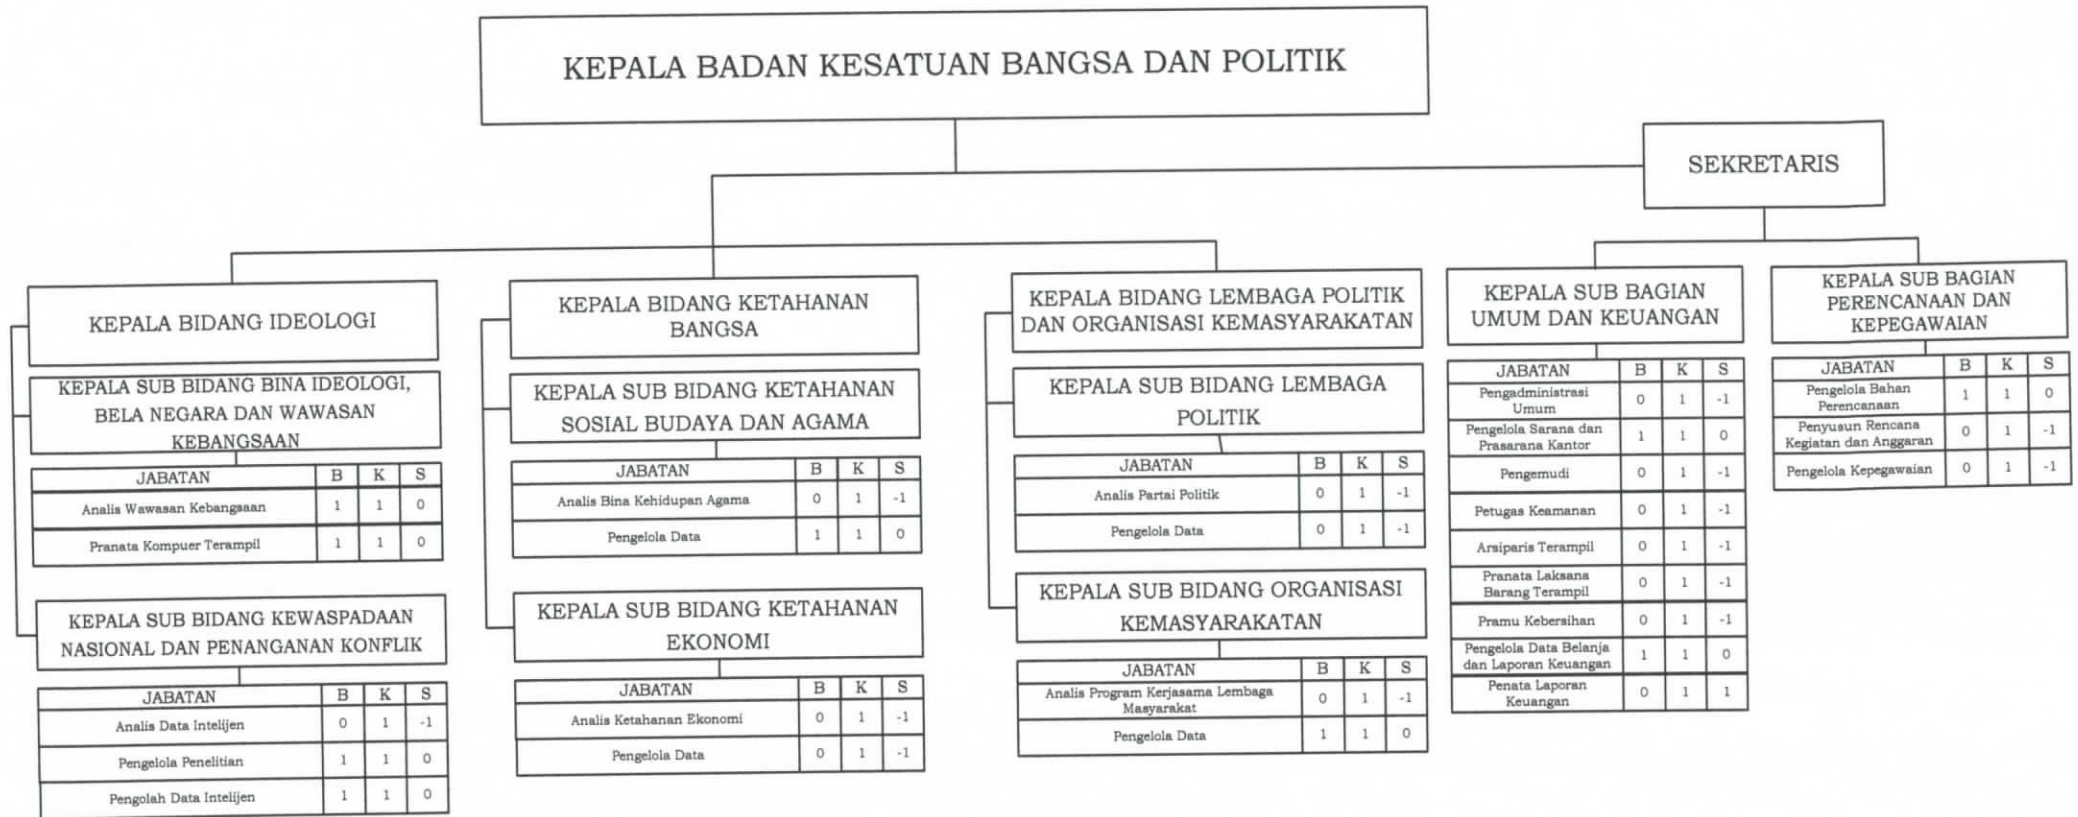 KEPALA BADAN KESATUAN BANGSA DAN POLITIK
SEKRETARIS
KEPALA BIDANG IDEOLOGI
KEPALA SUB BIDANG BINA IDEOLOGI,
BELA NEGARA DAN WAWASAN
KEBANGSAAN
JABATAN B K S
Analis Wawasan Kebangsaan 1 1 0
Pranata Kompuer Terampil 1 1 0
KEPALA SUB BIDANG KEWASPADAAN
NASIONAL DAN PENANGANAN KONFLIK
JABATAN B K S
Analis Data Intelijen 0 1 -1
Pengelola Penelitian 1 1 0
Pengolah Data Intelijen 1 1 0
KEPALA BIDANG KETAHANAN
BANGSA
KEPALA SUB BIDANG KETAHANAN
SOSIAL BUDAYA DAN AGAMA
JABATAN B K S
Analis Bina Kehidupan Agama 0 1 -1
Pengelola Data 1 1 0
KEPALA SUB BIDANG KETAHANAN
EKONOMI
JABATAN B K S
Analis Ketahanan Ekonomi 0 1 -1
Pengelola Data 0 1 -1
KEPALA BIDANG LEMBAGA POLITIK
DAN ORGANISASI KEMASYARAKATAN
KEPALA SUB BIDANG LEMBAGA
POLITIK
JABATAN B K S
Analis Partai Politik 0 1 -1
Pengelola Data 0 1 -1
KEPALA SUB BIDANG ORGANISASI
KEMASYARAKATAN
JABATAN B K S
Analis Program Kerjasama Lembaga
Masyarakat 0 1 -1
Pengelola Data 1 1 0
KEPALA SUB BAGIAN
UMUM DAN KEUANGAN
JABATAN B K S
Pengadministrasi
Umum 0 1 -1
Pengelola Sarana dan
Prasarana Kantor 1 1 0
Pengemudi 0 1 -1
Petugas Keamanan 0 1 -1
Arsiparis Terampil 0 1 -1
Pranata Laksana
Barang Terampil 0 1 -1
Pramu Kebersihan 0 1 -1
Pengelola Data Belanja
dan Laporan Keuangan 1 1 0
Penata Laporan
Keuangan 0 1 1
KEPALA SUB BAGIAN
PERENCANAAN DAN
KEPEGAWAIAN
JABATAN B K S
Pengelola Bahan
Perencanaan 1 1 0
Penyusun Rencana
Kegiatan dan Anggaran 0 1 -1
Pengelola Kepegawaian 0 1 -1